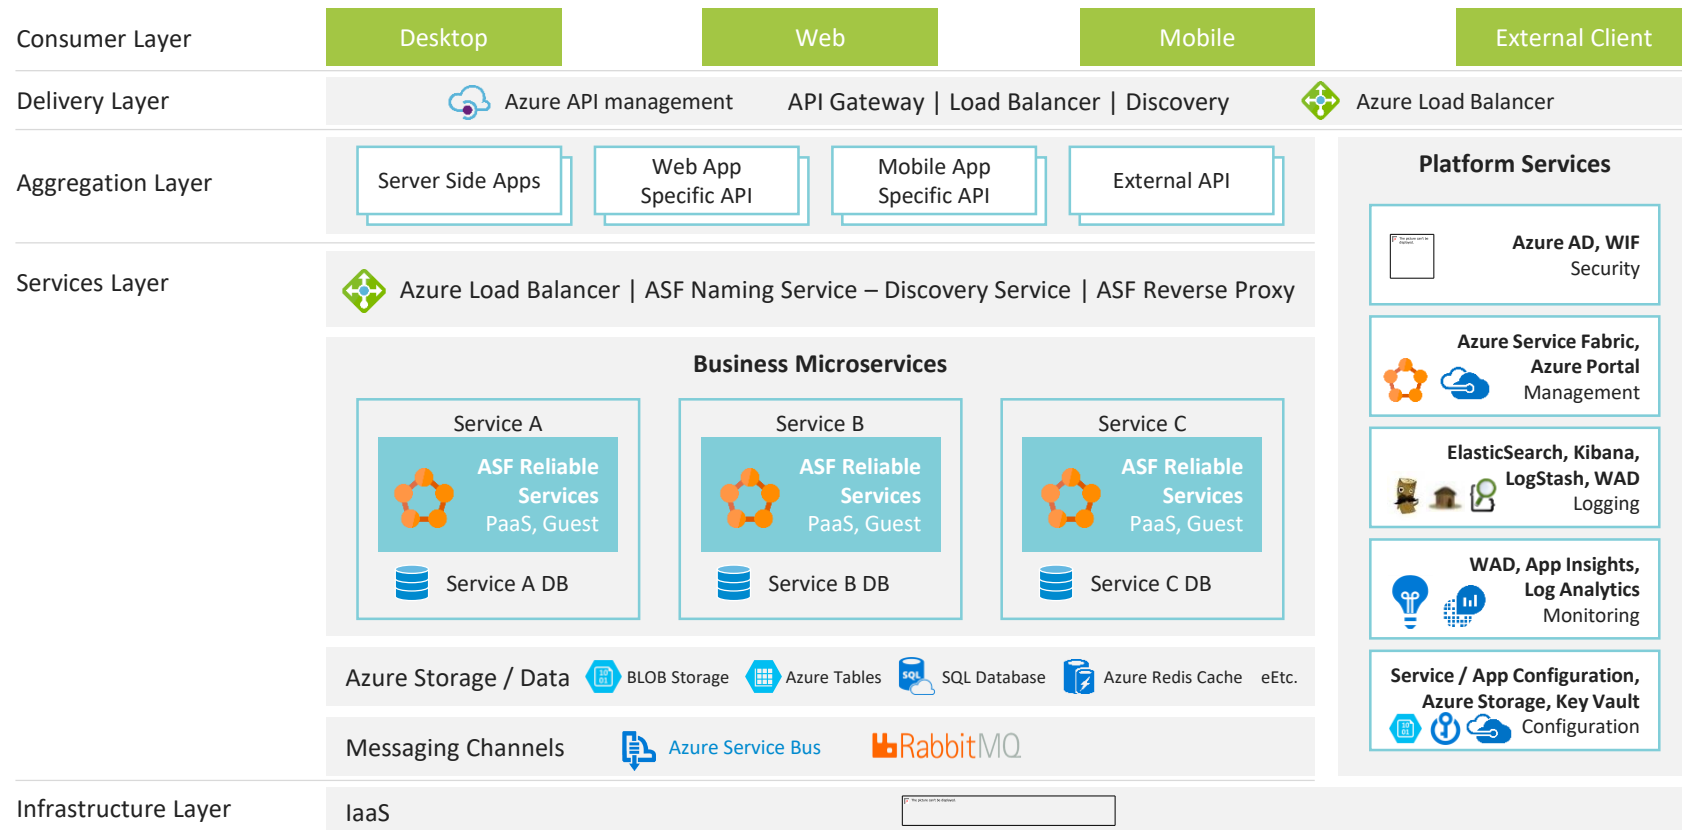 Consumer Layer
Desktop
Web
Mobile
External Client
Delivery Layer
Azure API management
API Gateway | Load Balancer | Discovery
Azure Load Balancer
Aggregation Layer
Server Side Apps
Web App
Specific API
Mobile App
Specific API
External API
Platform Services
Azure AD, WIF
Security
Azure Service Fabric,
Azure Portal
Management
ElasticSearch, Kibana,
LogStash, WAD
Logging
WAD, App Insights,
Log Analytics
Monitoring
Service / App Configuration,
Azure Storage, Key Vault
Configuration
Services Layer
Azure Load Balancer | ASF Naming Service – Discovery Service | ASF Reverse Proxy
Business Microservices
Service A
ASF Reliable
Services
PaaS, Guest
Service A DB
Service B
ASF Reliable
Services
PaaS, Guest
Service B DB
Service C
ASF Reliable
Services
PaaS, Guest
Service C DB
Azure Storage / Data
BLOB Storage
Azure Tables
SQL
SQL Database
Azure Redis Cache
eEtc.
Messaging Channels
Azure Service Bus
RabbitMQ
Infrastructure Layer
IaaS
The picture can't be displayed.